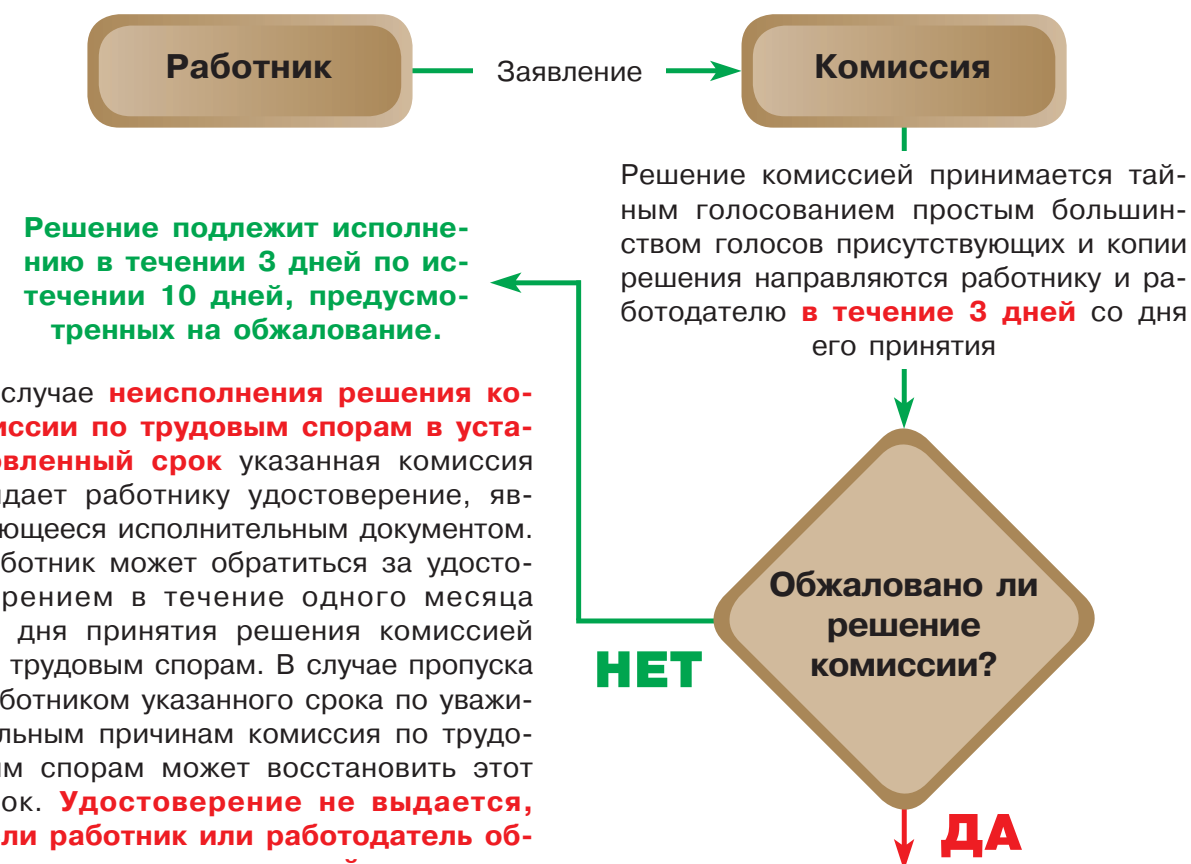 Работник
Заявление
Комиссия
Решение комиссией принимается тай-
ным голосованием простым большин-
ством голосов присутствующих и копии
решения направляются работнику и ра-
ботодателю в течение 3 дней со дня
его принятия
Решение подлежит исполне-
нию в течении 3 дней по ис-
течении 10 дней, предусмо-
тренных на обжалование.
случае неисполнения решения ко-
иссии по трудовым спорам в уста-
овленный срок указанная комиссия
дает работнику удостоверение, яв-
ющееся исполнительным документом.
ботник может обратиться за удосто-
рением в течение одного месяца
дня принятия решения комиссией
трудовым спорам. В случае пропуска
ботником указанного срока по уважи-
льным причинам комиссия по трудо-
м спорам может восстановить этот
ок. Удостоверение не выдается,
ли работник или работодатель об-
Обжаловано ли
решение
комиссии?
НЕТ
ДА